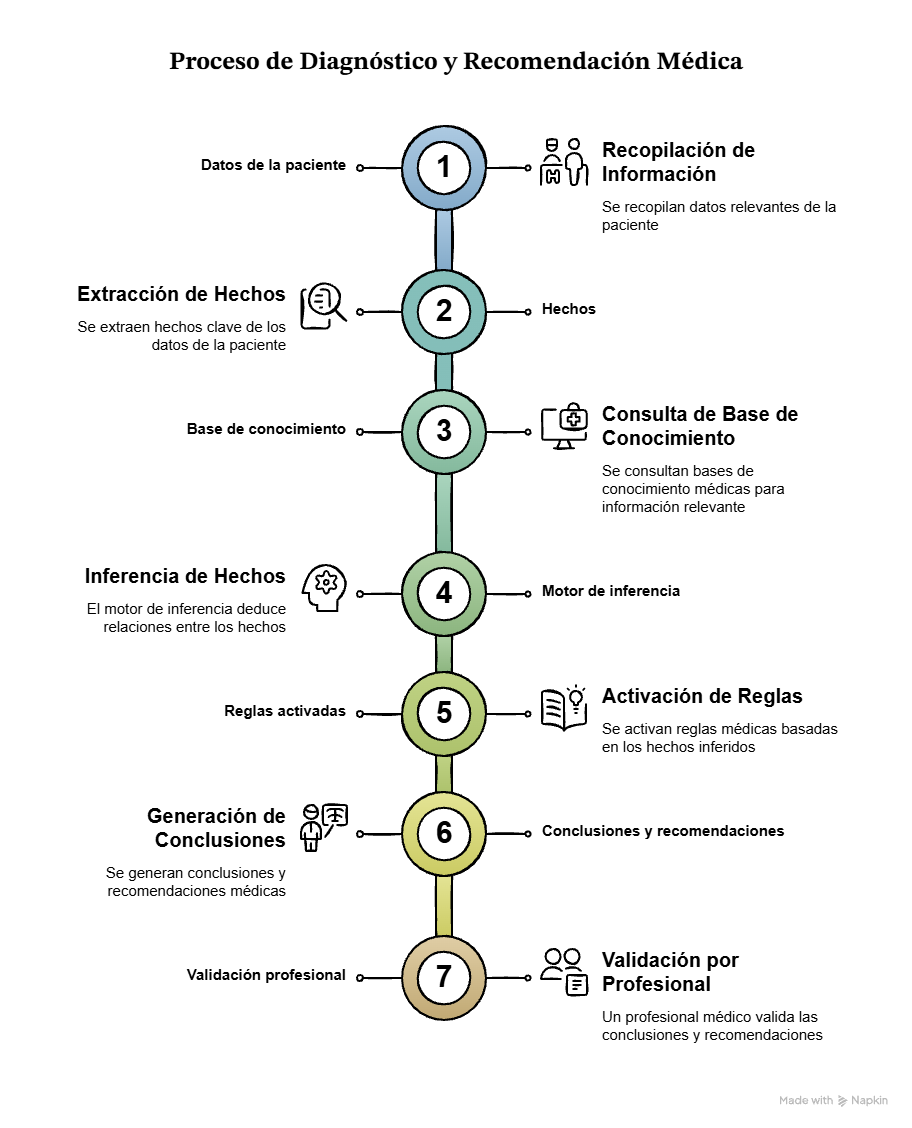 Proceso de Diagnóstico y Recomendación Médica
Datos de la paciente
1
Recopilación de
Información
Se recopilan datos relevantes de la
paciente
Extracción de Hechos
Se extraen hechos clave de los
datos de la paciente
2
Hechos
Base de conocimiento
3
Consulta de Base de
Conocimiento
Se consultan bases de
conocimiento médicas para
información relevante
Inferencia de Hechos
El motor de inferencia deduce
relaciones entre los hechos
4
Motor de inferencia
Reglas activadas
5
Activación de Reglas
Se activan reglas médicas basadas
en los hechos inferidos
Generación de
Conclusiones
Se generan conclusiones y
recomendaciones médicas
6
Conclusiones y recomendaciones
Validación profesional
7
Validación por
Profesional
Un profesional médico valida las
conclusiones y recomendaciones
Made with Napkin